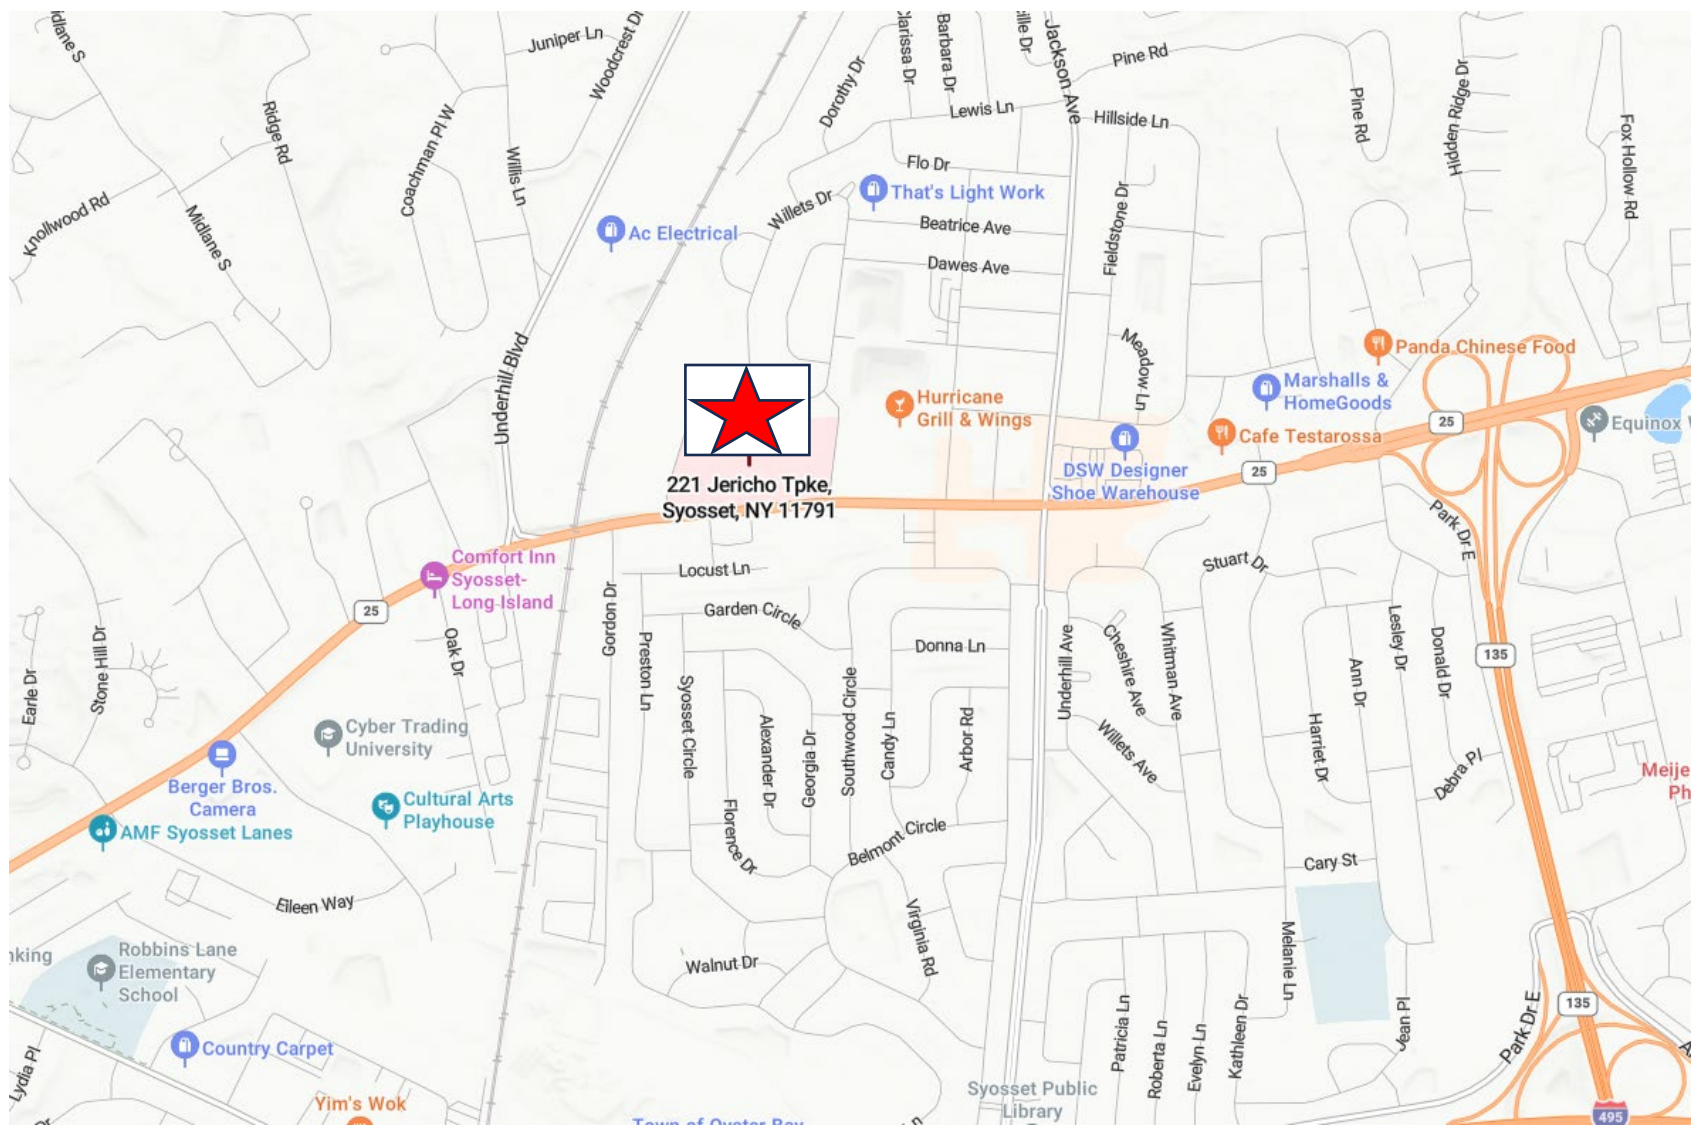 Juniper Ln
Woodcrest Dr
Ridge Rd
Coachman Pl W
Willis Ln
Knollwood Rd
Midlane S
Dorothy Dr
Clarissa Dr
Barbara Dr
Jackson Ave
Pine Rd
Lewis Ln
Hillside Ln
Pine Rd
Hidden Ridge Dr
Fox Hollow Rd
Flo Dr
That's Light Work
Willets Dr
Beatrice Ave
Fieldstone Dr
Ac Electrical
Dawes Ave
Underhill Blvd
Meadow Ln
Panda Chinese Food
Marshalls &
HomeGoods
Hurricane
Grill & Wings
Cafe Testarossa
25
Equinox
DSW Designer
Shoe Warehouse
25
221 Jericho Tpke,
Syosset, NY 11791
Park Dr E
Comfort Inn
Syosset-
Long Island
25
Locust Ln
Stuart Dr
Gordon Dr
Garden Circle
Preston Ln
Oak Dr
Stone Hill Dr
Earle Dr
Donna Ln
Underhill Ave
Cheshire Ave
Whitman Ave
Lesley Dr
Donald Dr
Ann Dr
135
Syosset Circle
Alexander Dr
Georgia Dr
Southwood Circle
Candy Ln
Arbor Rd
Willets Ave
Harriet Dr
Debra Pl
Cyber Trading
University
Berger Bros.
Camera
Cultural Arts
Playhouse
AMF Syosset Lanes
Florence Dr
Belmont Circle
Cary St
Eileen Way
Virginia Rd
Walnut Dr
Melanie Ln
Robbins Lane
Elementary
School
Country Carpet
Lydia Pl
Patricia Ln
Roberta Ln
Evelyn Ln
Kathleen Dr
Jean Pl
Park Dr E
135
Yim's Wok
Syosset Public
Library
Town of Oyster Bay
495